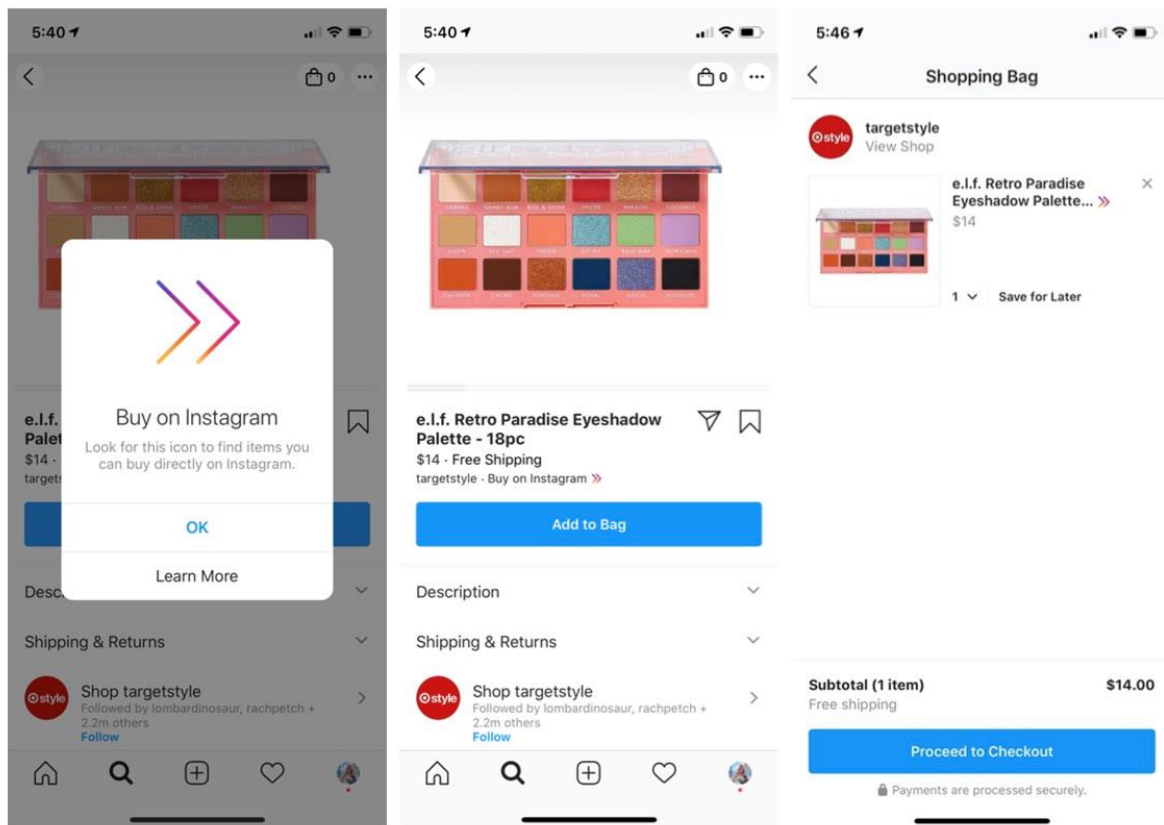 5:40
0
Buy on Instagram
Look for this icon to find items you
can buy directly on Instagram.
OK
Learn More
e.l.f.
$14 ·
Shipping & Returns
style
Shop targetstyle
Followed by lombardinosaur, rachpetch +
2.2m others
Follow
5:40
0
e.l.f. Retro Paradise Eyeshadow
Palette - 18pc
$14 · Free Shipping
targetstyle · Buy on Instagram
Add to Bag
Description
Shipping & Returns
style
Shop targetstyle
Followed by lombardinosaur, rachpetch +
2.2m others
Follow
5:46
Shopping Bag
style
targetstyle
View Shop
e.l.f. Retro Paradise
Eyeshadow Palette...
$14
1
Save for Later
Subtotal (1 item) $14.00
Free shipping
Proceed to Checkout
Payments are processed securely.